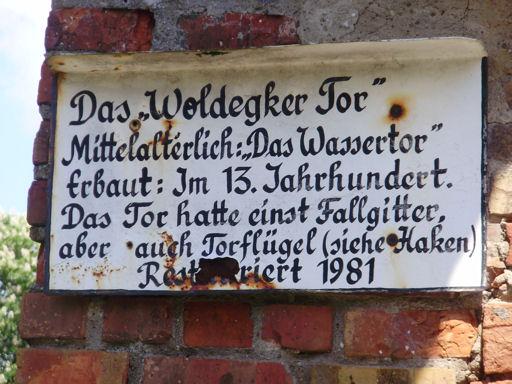 Das „Woldegker Tor”
Mittelalterlich: „Das Wassertor”
Erbaut: Im 13. Jahrhundert.
Das Tor hatte einst Fallgitter,
aber auch Torflügel (siehe Haken)
Restauriert 1981